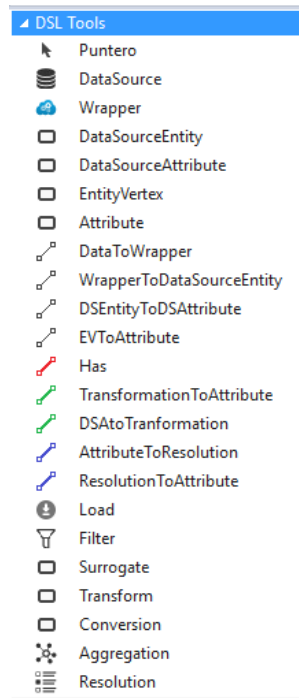 DSL Tools
Puntero
DataSource
Wrapper
DataSourceEntity
DataSourceAttribute
EntityVertex
Attribute
DataToWrapper
WrapperToDataSourceEntity
DSEntityToDSAttribute
EVToAttribute
Has
TransformationToAttribute
DSAtoTranformation
AttributeToResolution
ResolutionToAttribute
Load
Filter
Surrogate
Transform
Conversion
Aggregation
Resolution